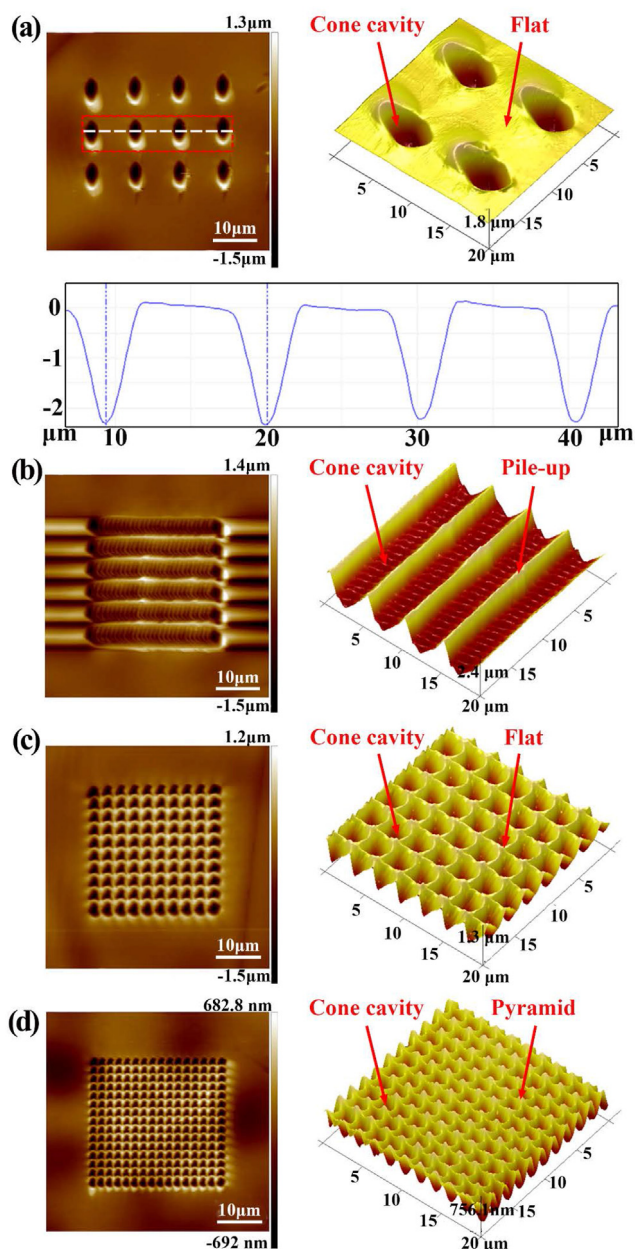 (a)
1.3μm
10μm
-1.5μm
Cone cavity
Flat
5
10
15
20 μm
5
10
15
1.8 μm
0
-1
-2
μm
10
20
30
40
μm
(b)
1.4μm
10μm
-1.5μm
Cone cavity
Pile-up
5
10
15
20 μm
5
10
15
2.4 μm
(c)
1.2μm
10μm
-1.5μm
Cone cavity
Flat
5
10
15
20 μm
5
10
15
1.3 μm
(d)
682.8 nm
10μm
-692 nm
Cone cavity
Pyramid
5
10
15
20 μm
5
10
15